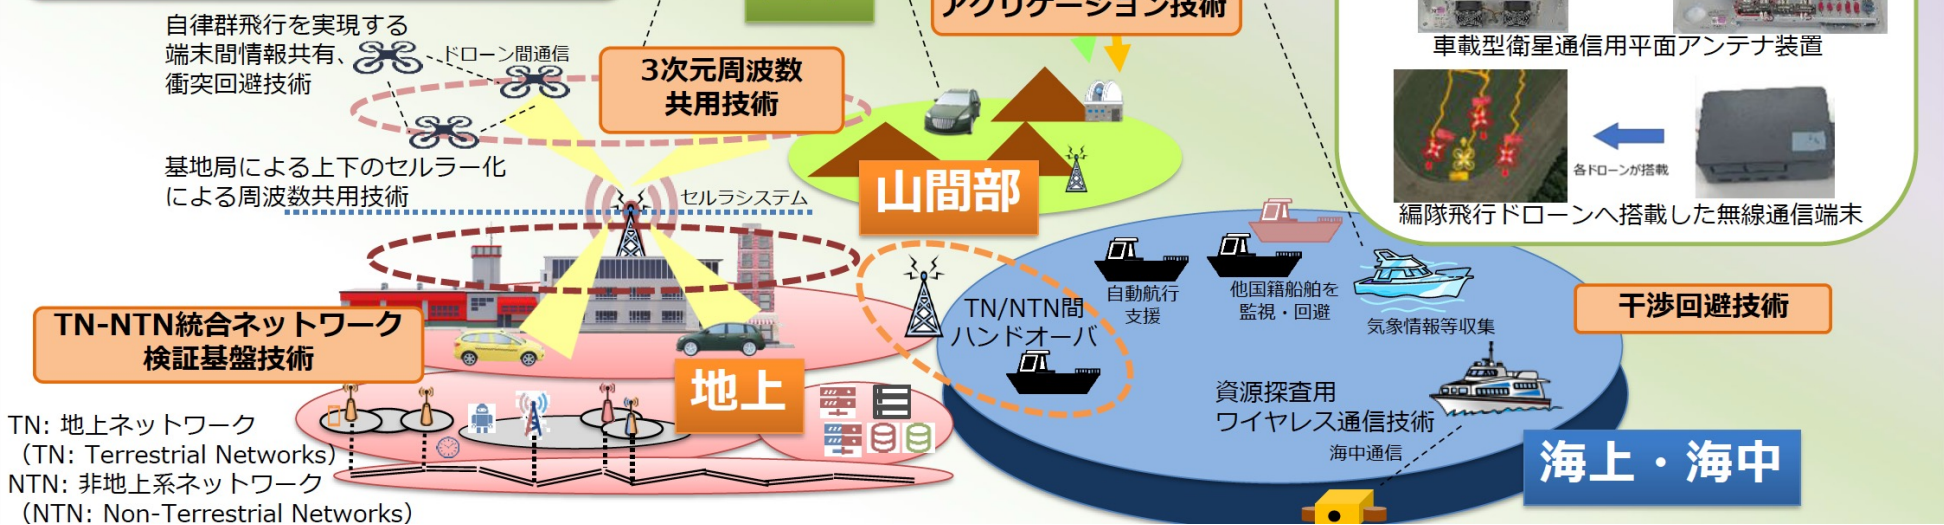 アグリゲーション技術
自律群飛行を実現する
端末間情報共有、
衝突回避技術
ドローン間通信
3次元周波数
共用技術
基地局による上下のセルラー化
による周波数共用技術
セルラシステム
山間部
車載型衛星通信用平面アンテナ装置
各ドローンが搭載
編隊飛行ドローンへ搭載した無線通信端末
TN-NTN統合ネットワーク
検証基盤技術
地上
TN/NTN間
ハンドオーバ
自動航行
支援
他国籍船舶を
監視・回避
気象情報等収集
干渉回避技術
資源探査用
ワイヤレス通信技術
海中通信
海上・海中
TN: 地上ネットワーク
（TN: Terrestrial Networks）
NTN: 非地上系ネットワーク
（NTN: Non-Terrestrial Networks）